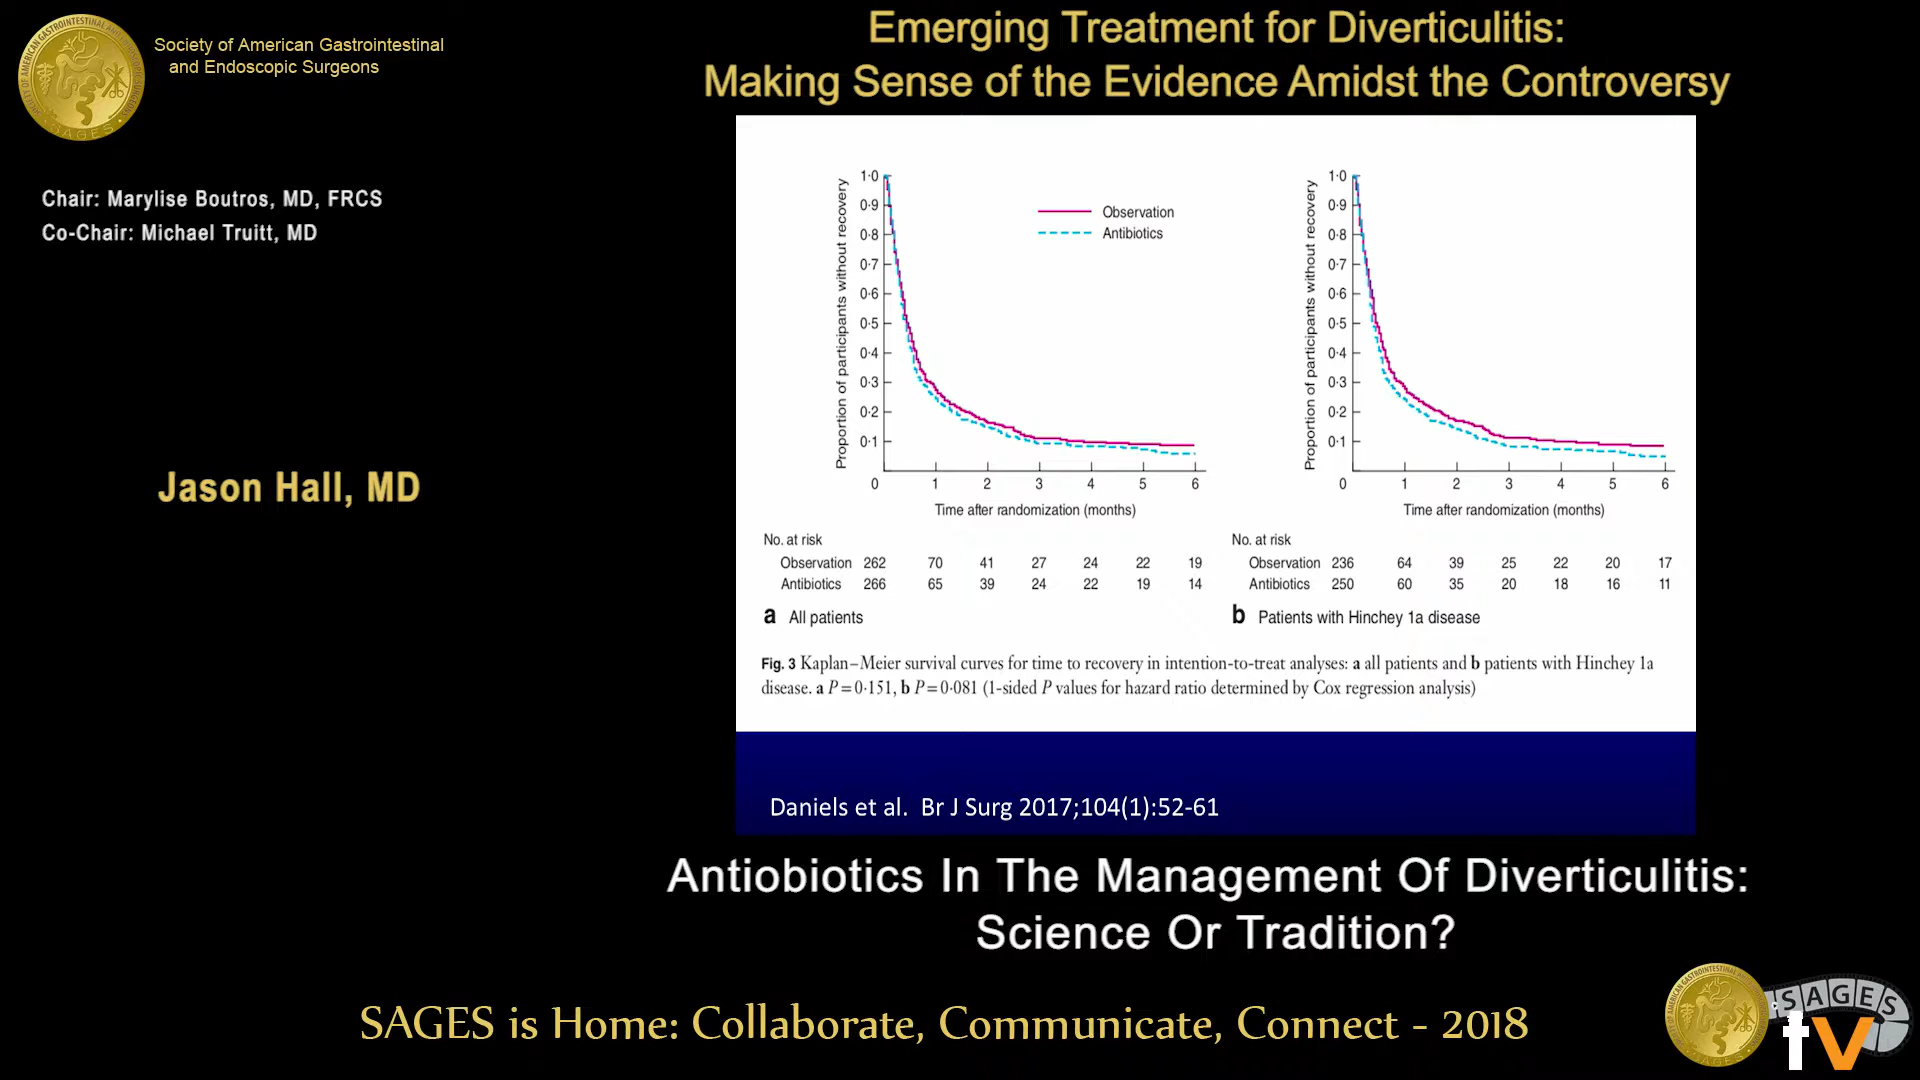 Society of American Gastrointestinal
and Endoscopic Surgeons
Emerging Treatment for Diverticulitis:
Making Sense of the Evidence Amidst the Controversy
Chair: Marylise Boutros, MD, FRCS
Co-Chair: Michael Truitt, MD
Jason Hall, MD
Proportion of participants without recovery
1·0
0·9
0·8
0·7
0·6
0·5
0·4
0·3
0·2
0·1
0 1 2 3 4 5 6
Time after randomization (months)
Observation
Antibiotics
No. at risk
Observation 262 70 41 27 24 22 19
Antibiotics 266 65 39 24 22 19 14
a All patients
Proportion of participants without recovery
1·0
0·9
0·8
0·7
0·6
0·5
0·4
0·3
0·2
0·1
0 1 2 3 4 5 6
Time after randomization (months)
No. at risk
Observation 236 64 39 25 22 20 17
Antibiotics 250 60 35 20 18 16 11
b Patients with Hinchey 1a disease
Fig. 3 Kaplan–Meier survival curves for time to recovery in intention-to-treat analyses: a all patients and b patients with Hinchey 1a
disease. a P=0·151, b P=0·081 (1-sided P values for hazard ratio determined by Cox regression analysis)
Daniels et al. Br J Surg 2017;104(1):52-61
Antiobiotics In The Management Of Diverticulitis:
Science Or Tradition?
SAGES is Home: Collaborate, Communicate, Connect - 2018
SAGES
tv